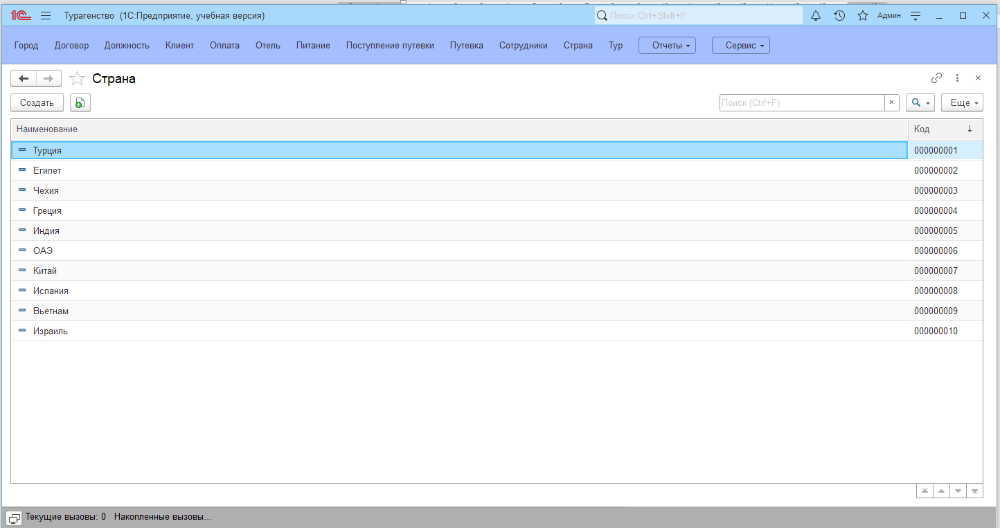 1С Турагенство (1С:Предприятие, учебная версия) Поиск Ctrl+Shift+F Админ
Город Договор Должность Клиент Оплата Отель Питание Поступление путевки Путевка Сотрудники Страна Тур Отчеты Сервис
Страна
Создать Поиск (Ctrl+F) × Еще
Наименование Код ↓
Турция 000000001
Египет 000000002
Чехия 000000003
Греция 000000004
Индия 000000005
ОАЭ 000000006
Китай 000000007
Испания 000000008
Вьетнам 000000009
Израиль 000000010
Текущие вызовы: 0 Накопленные вызовы...